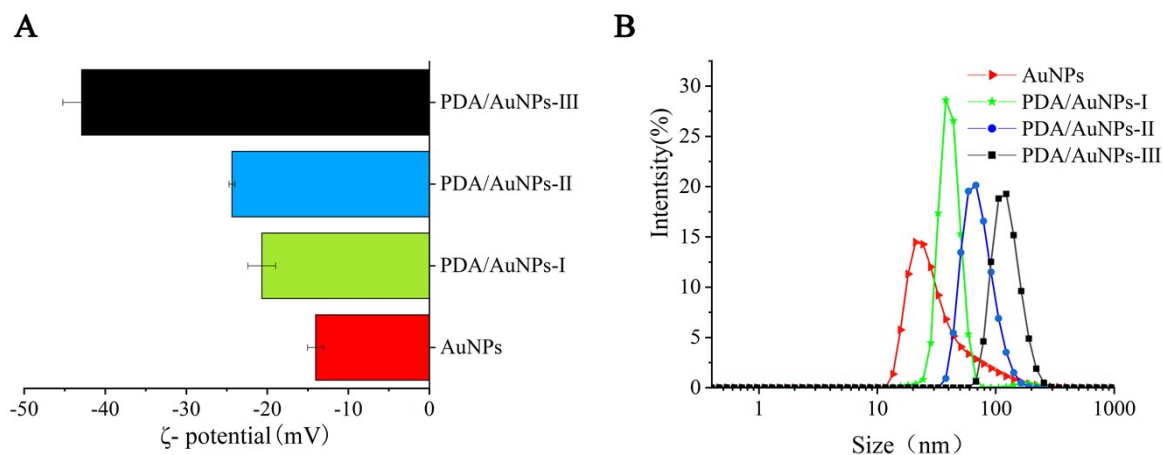 A
PDA/AuNPs-III
PDA/AuNPs-II
PDA/AuNPs-I
AuNPs
-50
-40
-30
-20
-10
0
ζ- potential(mV)
B
30
25
20
15
10
5
0
Intentsity(%)
AuNPs
PDA/AuNPs-I
PDA/AuNPs-II
PDA/AuNPs-III
1
10
100
1000
Size（nm）